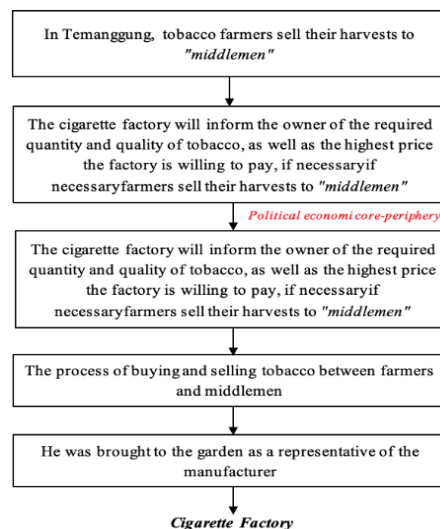 In Temanggung, tobacco farmers sell their harvests to
"middlemen"
The cigarette factory will inform the owner of the required
quantity and quality of tobacco, as well as the highest price
the factory is willing to pay, if necessaryif
necessaryfarmers sell their harvests to "middlemen"
Political economi core-periphery
The cigarette factory will inform the owner of the required
quantity and quality of tobacco, as well as the highest price
the factory is willing to pay, if necessaryif
necessaryfarmers sell their harvests to "middlemen"
The process of buying and selling tobacco between farmers
and middlemen
He was brought to the garden as a representative of the
manufacturer
Cigarette Factory